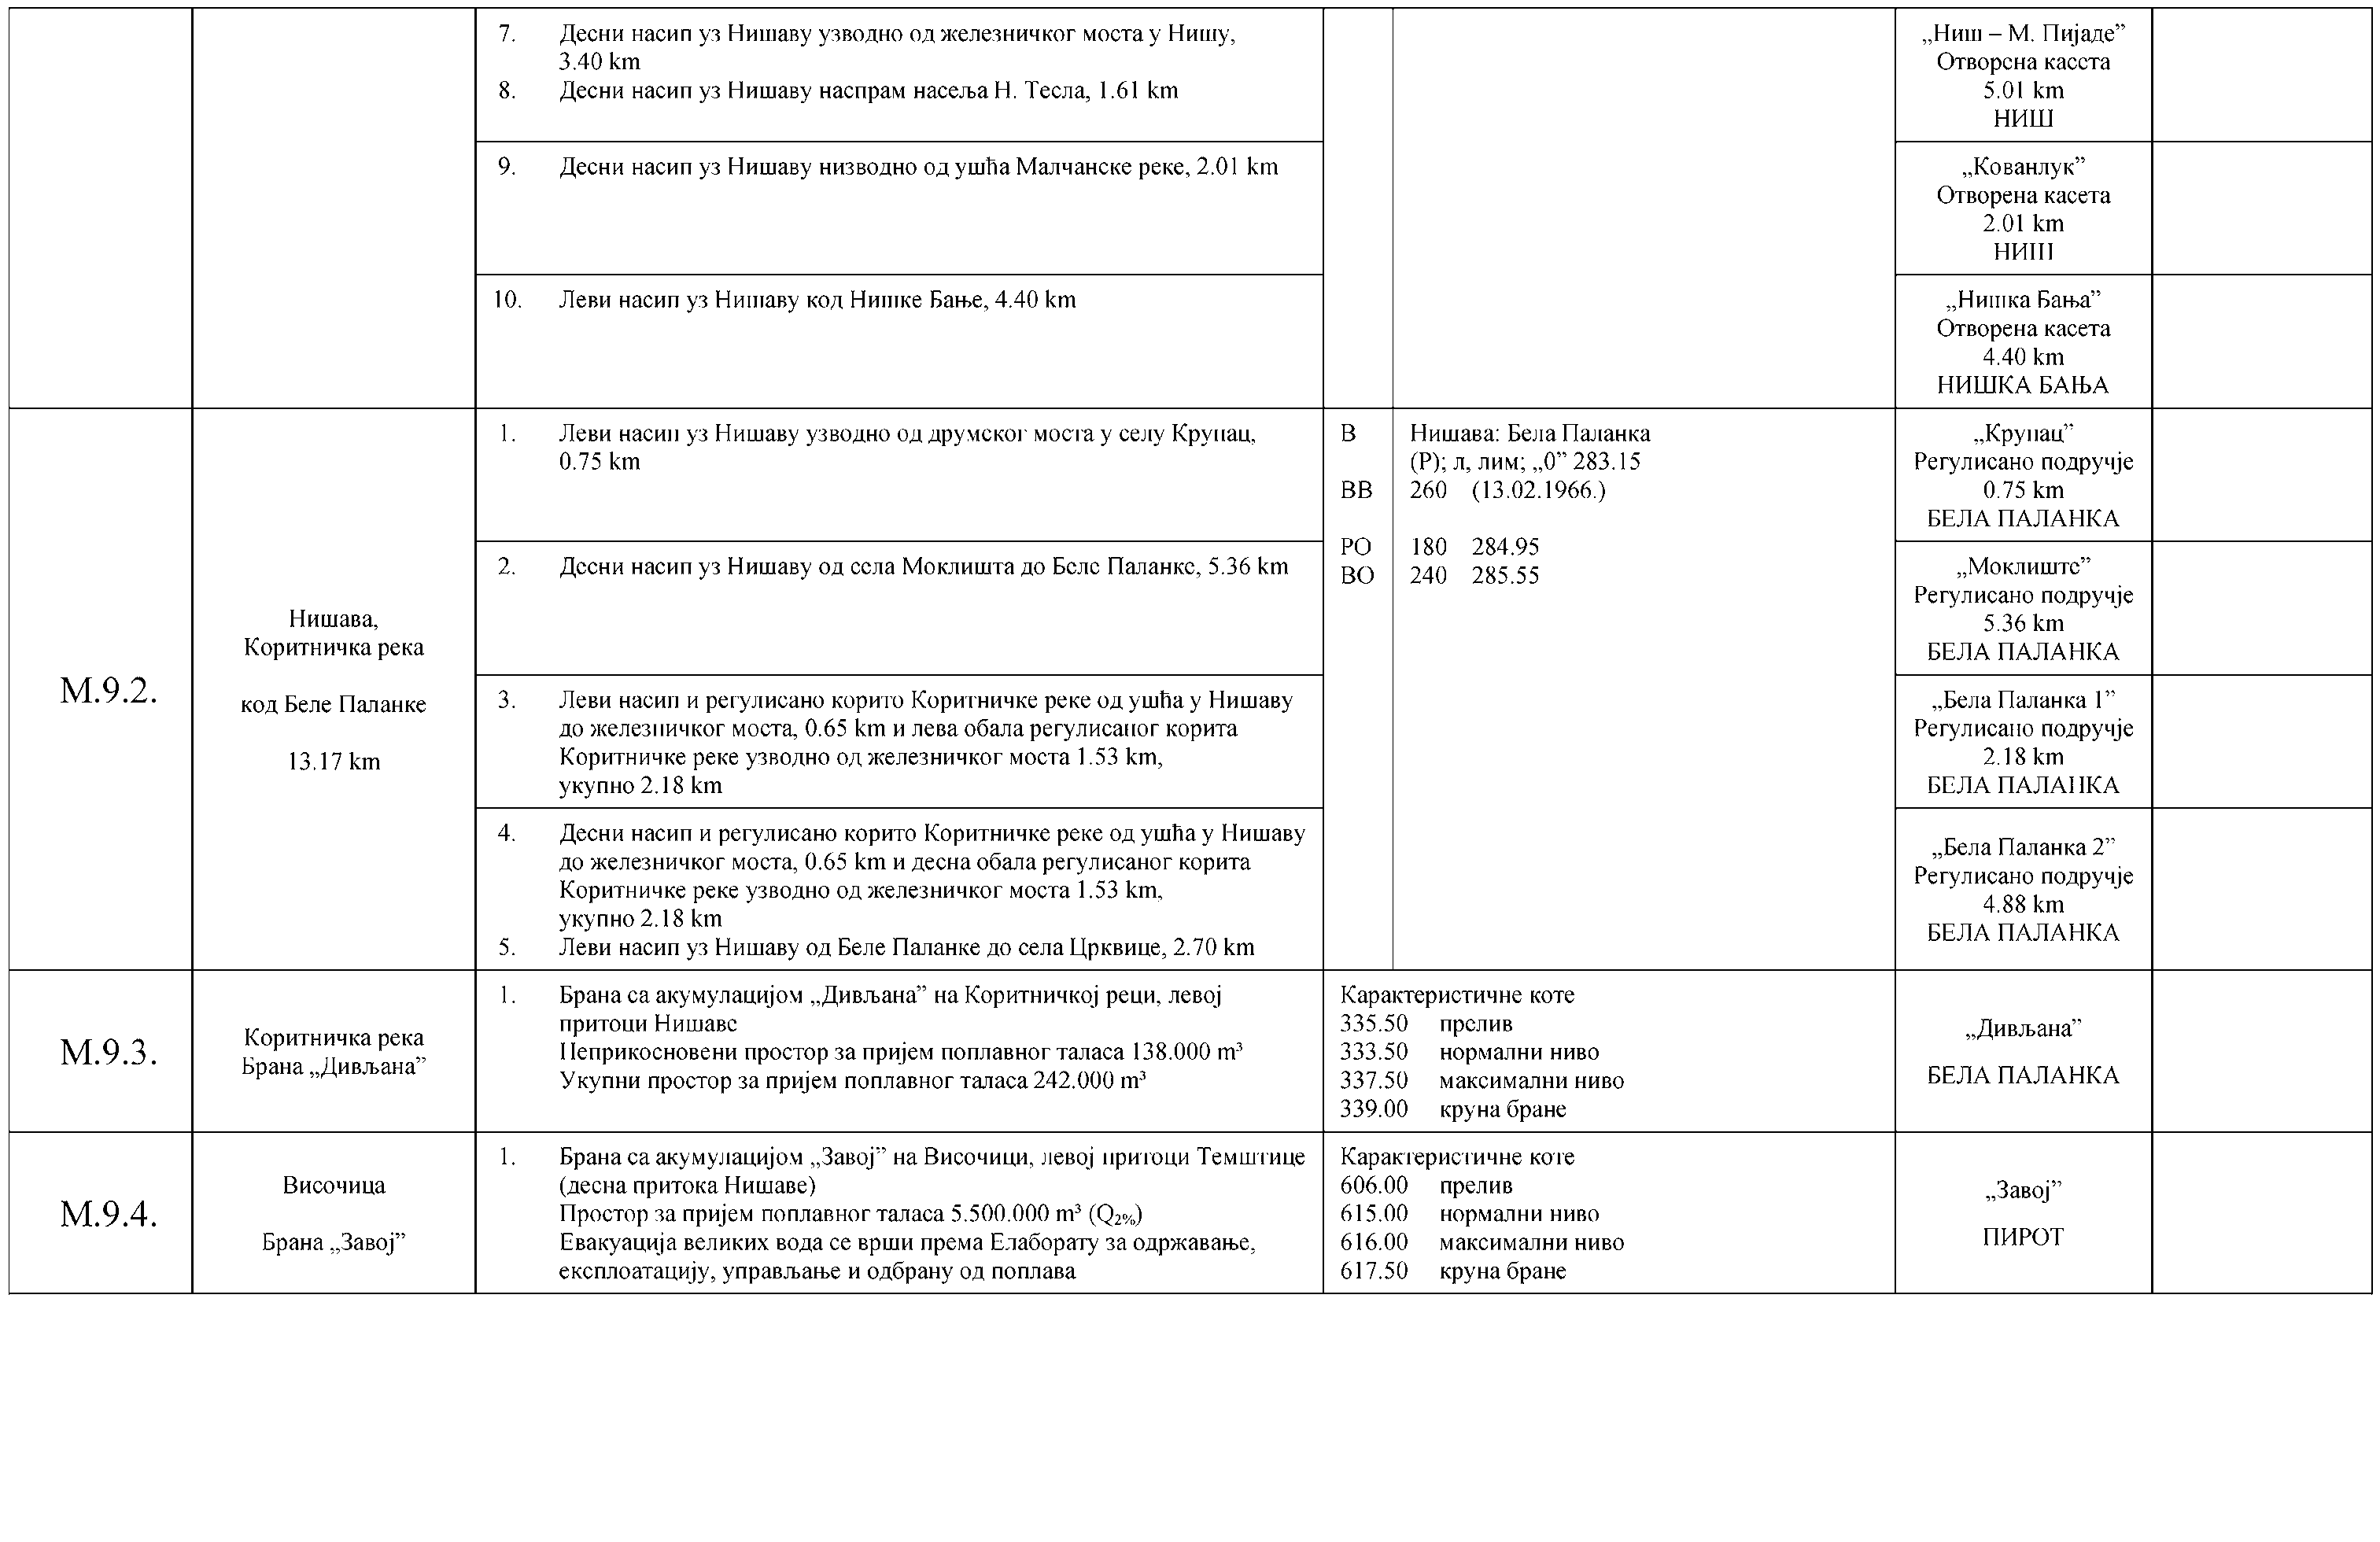 7. Десни насип уз Нишаву узводно од железничког моста у Нишу,
3.40 km
8. Десни насип уз Нишаву наспрам насеља Н. Тесла, 1.61 km
„Ниш – М. Пијаде”
Отворена касета
5.01 km
НИШ
9. Десни насип уз Нишаву низводно од ушћа Малчанске реке, 2.01 km
„Кованлук”
Отворена касета
2.01 km
НИШ
10. Леви насип уз Нишаву код Нишке Бање, 4.40 km
„Нишка Бања”
Отворена касета
4.40 km
НИШКА БАЊА
М.9.2.
Нишава,
Коритничка река
код Беле Паланке
13.17 km
1. Леви насип уз Нишаву узводно од друмског моста у селу Крупац,
0.75 km
В Нишава: Бела Паланка
(Р); л, лим; „0” 283.15
ВВ 260 (13.02.1966.)
РО 180 284.95
ВО 240 285.55
„Крупац”
Регулисано подручје
0.75 km
БЕЛА ПАЛАНКА
2. Десни насип уз Нишаву од села Моклишта до Беле Паланке, 5.36 km
„Моклиште”
Регулисано подручје
5.36 km
БЕЛА ПАЛАНКА
3. Леви насип и регулисано корито Коритничке реке од ушћа у Нишаву
до железничког моста, 0.65 km и лева обала регулисаног корита
Коритничке реке узводно од железничког моста 1.53 km,
укупно 2.18 km
„Бела Паланка 1”
Регулисано подручје
2.18 km
БЕЛА ПАЛАНКА
4. Десни насип и регулисано корито Коритничке реке од ушћа у Нишаву
до железничког моста, 0.65 km и десна обала регулисаног корита
Коритничке реке узводно од железничког моста 1.53 km,
укупно 2.18 km
5. Леви насип уз Нишаву од Беле Паланке до села Црквице, 2.70 km
„Бела Паланка 2”
Регулисано подручје
4.88 km
БЕЛА ПАЛАНКА
М.9.3.
Коритничка река
Брана „Дивљана”
1. Брана са акумулацијом „Дивљана” на Коритничкој реци, левој
притоци Нишаве
Неприкосновени простор за пријем поплавног таласа 138.000 m³
Укупни простор за пријем поплавног таласа 242.000 m³
Карактеристичне коте
335.50 прелив
333.50 нормални ниво
337.50 максимални ниво
339.00 круна бране
„Дивљана”
БЕЛА ПАЛАНКА
М.9.4.
Височица
Брана „Завој”
1. Брана са акумулацијом „Завој” на Височици, левој притоци Темштице
(десна притока Нишаве)
Простор за пријем поплавног таласа 5.500.000 m³ (Q₂%)
Евакуација великих вода се врши према Елаборату за одржавање,
експлоатацију, управљање и одбрану од поплава
Карактеристичне коте
606.00 прелив
615.00 нормални ниво
616.00 максимални ниво
617.50 круна бране
„Завој”
ПИРОТ